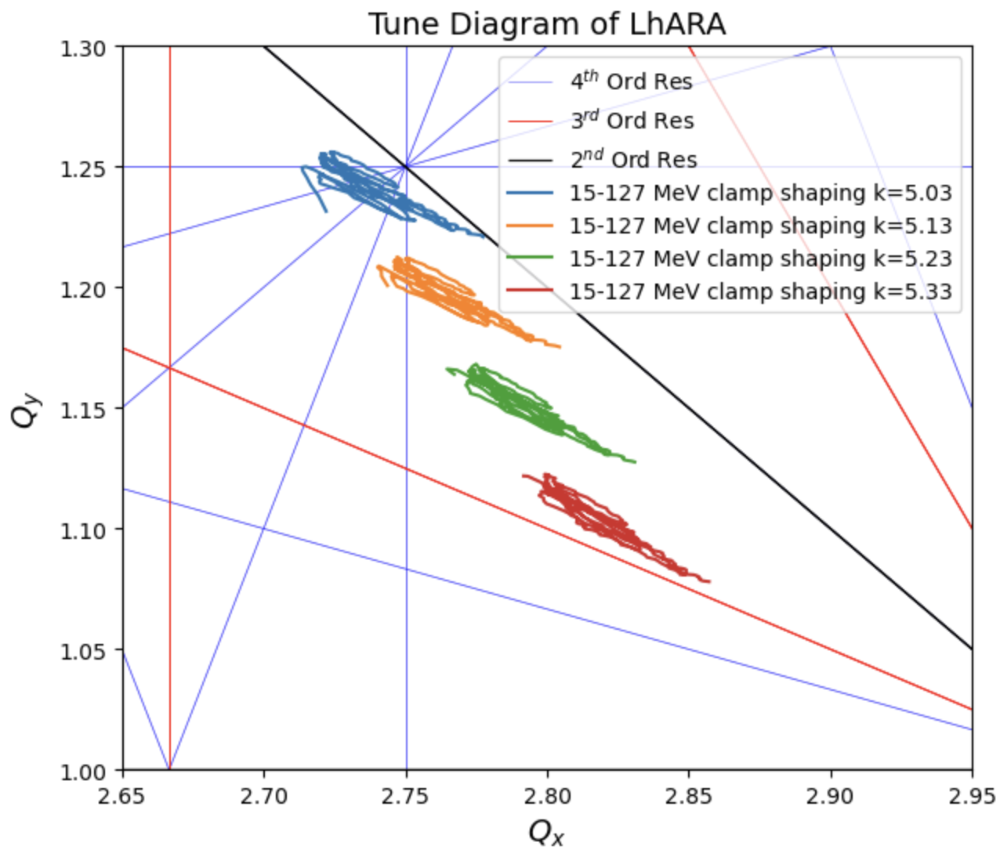 Tune Diagram of LhARA
1.30
1.25
1.20
1.15
1.10
1.05
1.00
Q_y
4^th Ord Res
3^rd Ord Res
2^nd Ord Res
15-127 MeV clamp shaping k=5.03
15-127 MeV clamp shaping k=5.13
15-127 MeV clamp shaping k=5.23
15-127 MeV clamp shaping k=5.33
2.65 2.70 2.75 2.80 2.85 2.90 2.95
Q_x